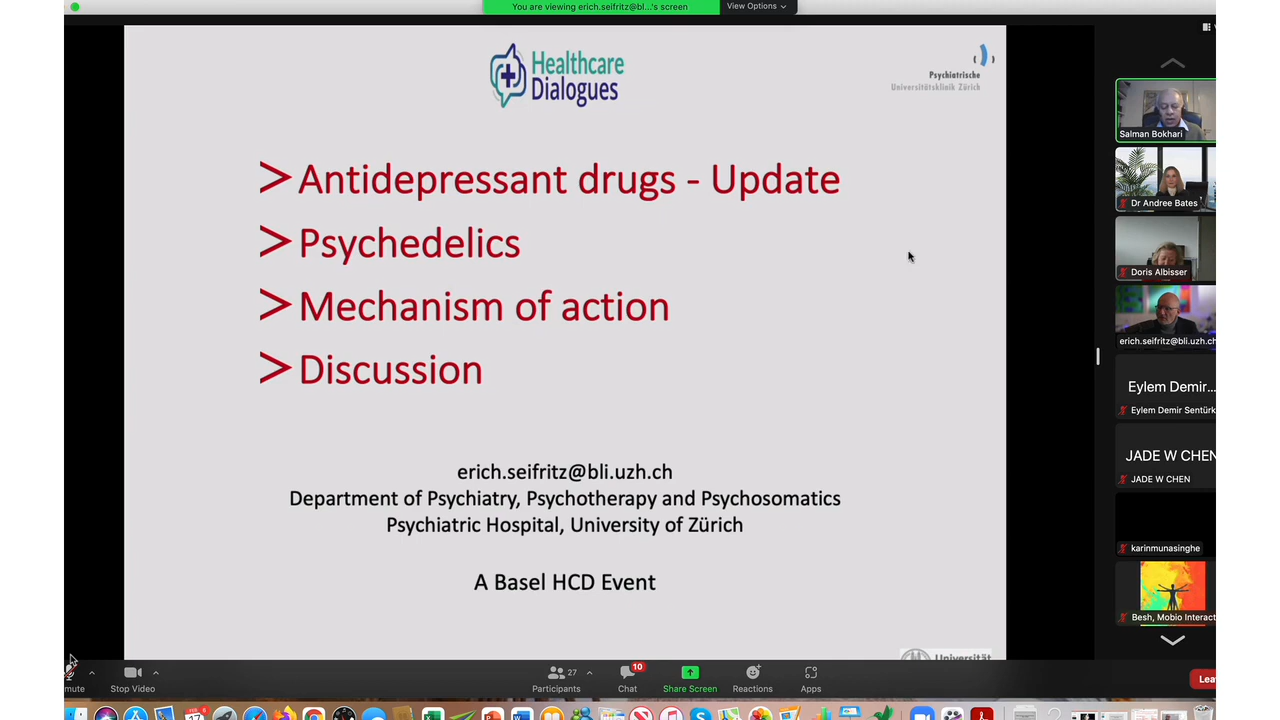 You are viewing erich.seifritz@bl...'s screen
View Options
Healthcare
Dialogues
Psychiatrische
Universitätsklinik Zürich
> Antidepressant drugs - Update
> Psychedelics
> Mechanism of action
> Discussion
erich.seifritz@bli.uzh.ch
Department of Psychiatry, Psychotherapy and Psychosomatics
Psychiatric Hospital, University of Zürich
A Basel HCD Event
Universität
Salman Bokhari
Dr Andree Bates
Doris Albisser
erich.seifritz@bli.uzh.ch
Eylem Demir...
Eylem Demir Sentürk
JADE W CHEN
JADE W CHEN
karinmunasinghe
Besh, Mobio Interact
mute
Stop Video
Participants
27
Chat
10
Share Screen
Reactions
Apps
Lea
17